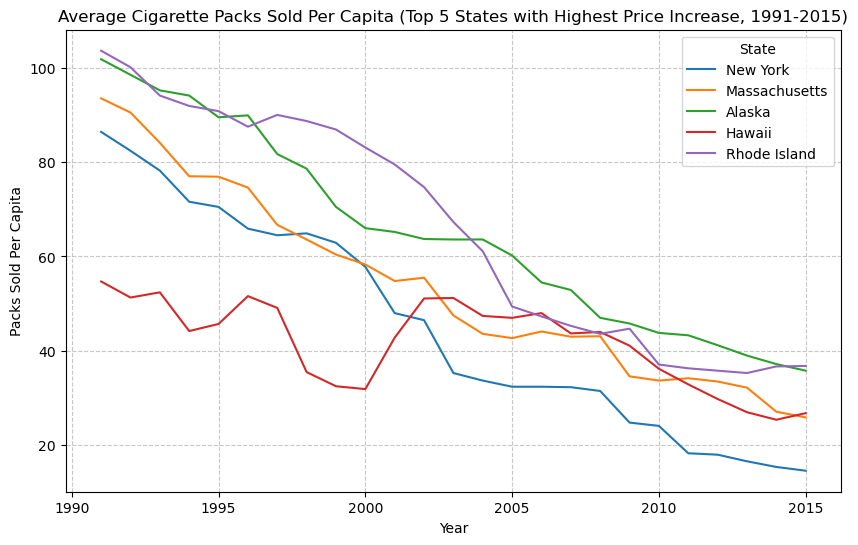 Average Cigarette Packs Sold Per Capita (Top 5 States with Highest Price Increase, 1991-2015)
State
New York
Massachusetts
Alaska
Hawaii
Rhode Island
Packs Sold Per Capita
100
80
60
40
20
1990
1995
2000
2005
2010
2015
Year